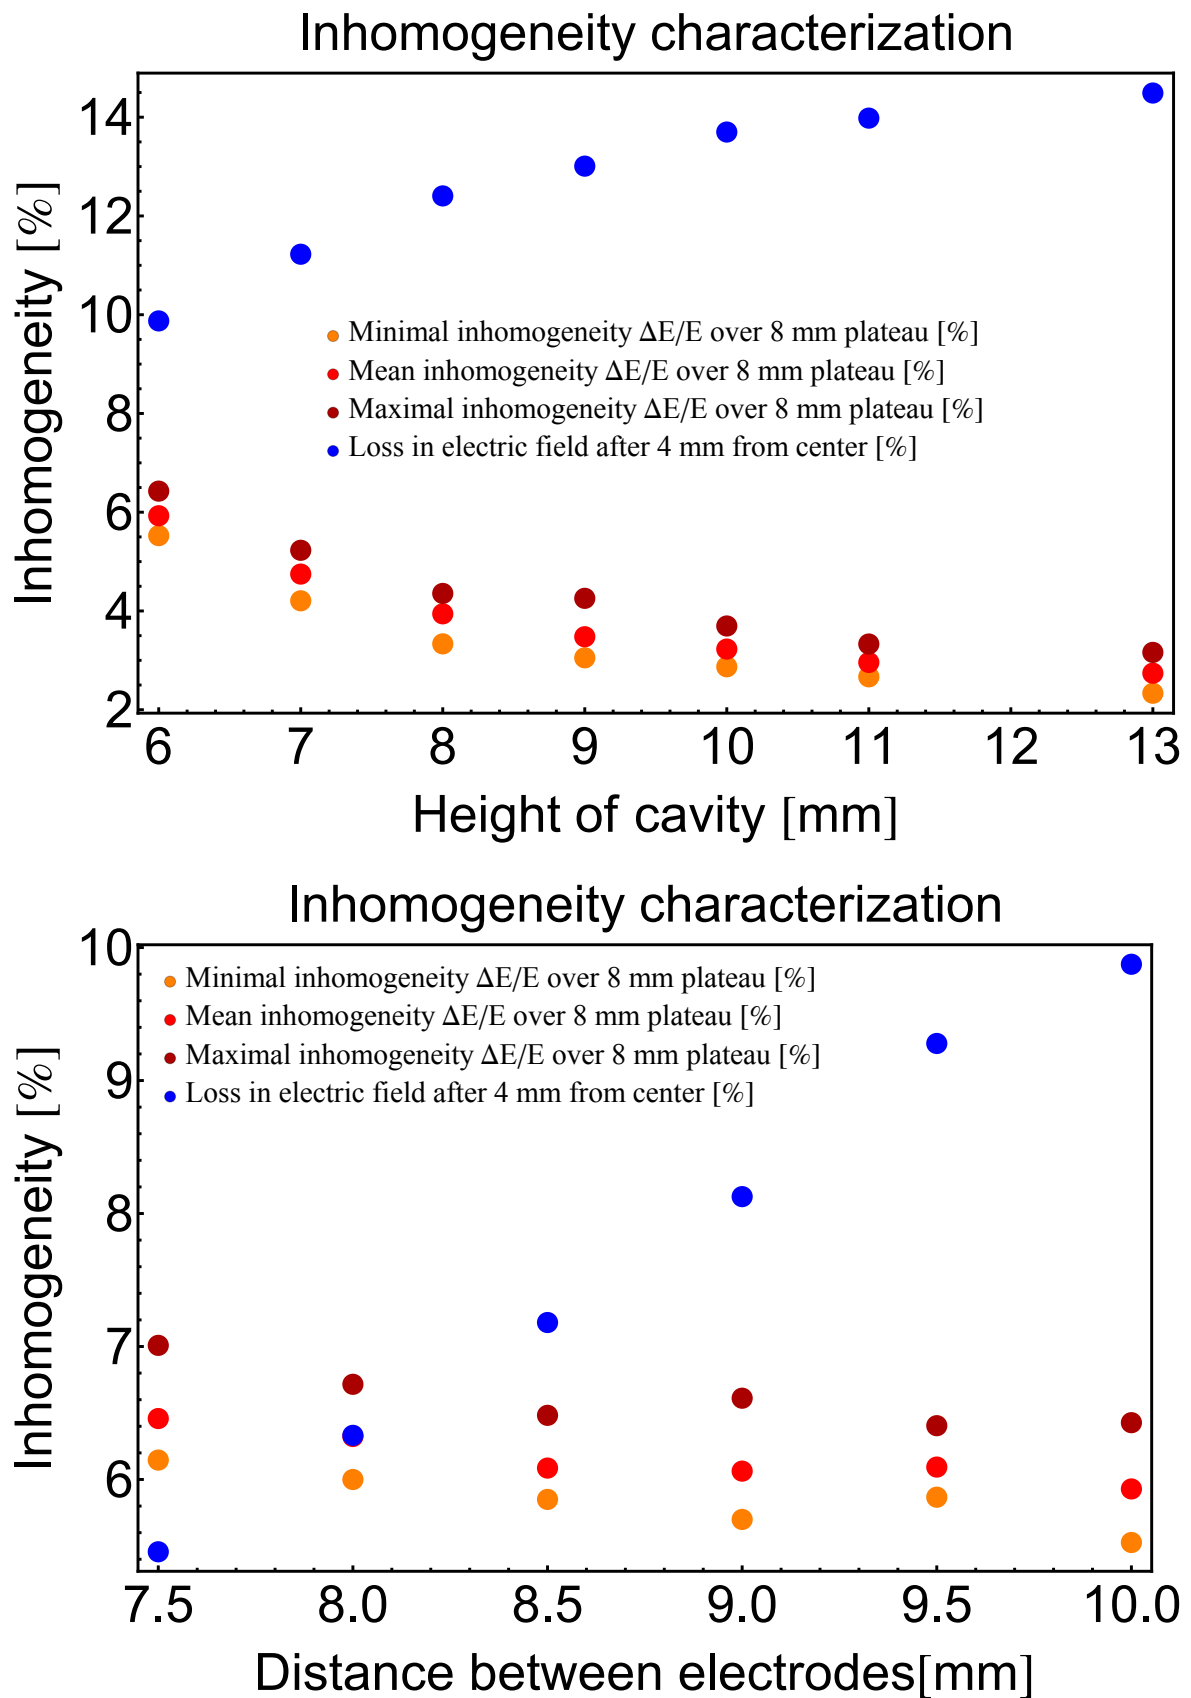 Inhomogeneity characterization
Inhomogeneity [%]
14
12
10
8
6
4
2
Minimal inhomogeneity ΔE/E over 8 mm plateau [%]
Mean inhomogeneity ΔE/E over 8 mm plateau [%]
Maximal inhomogeneity ΔE/E over 8 mm plateau [%]
Loss in electric field after 4 mm from center [%]
6 7 8 9 10 11 12 13
Height of cavity [mm]
Inhomogeneity characterization
Inhomogeneity [%]
10
9
8
7
6
Minimal inhomogeneity ΔE/E over 8 mm plateau [%]
Mean inhomogeneity ΔE/E over 8 mm plateau [%]
Maximal inhomogeneity ΔE/E over 8 mm plateau [%]
Loss in electric field after 4 mm from center [%]
7.5 8.0 8.5 9.0 9.5 10.0
Distance between electrodes[mm]